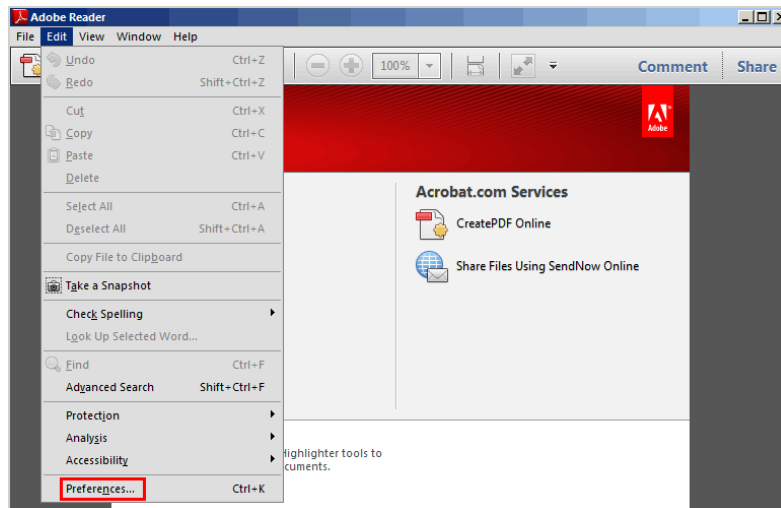 Adobe Reader
File Edit View Window Help
100%
Comment Share
Undo Ctrl+Z
Redo Shift+Ctrl+Z
Cut Ctrl+X
Copy Ctrl+C
Paste Ctrl+V
Delete
Select All Ctrl+A
Deselect All Shift+Ctrl+A
Copy File to Clipboard
Take a Snapshot
Check Spelling
Look Up Selected Word...
Find Ctrl+F
Advanced Search Shift+Ctrl+F
Protection
Analysis
Accessibility
Preferences... Ctrl+K
Adobe
Acrobat.com Services
CreatePDF Online
Share Files Using SendNow Online
Highlighter tools to
cuments.